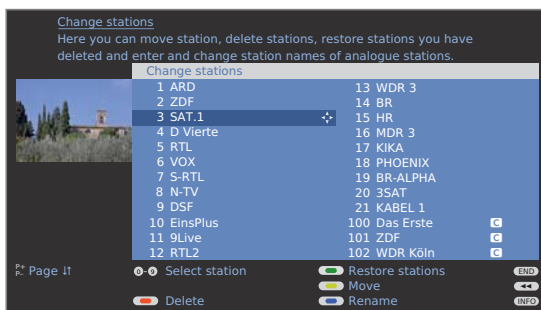 Change stations
Here you can move station, delete stations, restore stations you have
deleted and enter and change station names of analogue stations.
Change stations
1 ARD
2 ZDF
3 SAT.1
4 D Vierte
5 RTL
6 VOX
7 S-RTL
8 N-TV
9 DSF
10 EinsPlus
11 9Live
12 RTL2
13 WDR 3
14 BR
15 HR
16 MDR 3
17 KIKA
18 PHOENIX
19 BR-ALPHA
20 3SAT
21 KABEL 1
100 Das Erste C
101 ZDF C
102 WDR Köln C
P+ P- Page
0-9 Select station
Restore stations END
Move
Delete
Rename INFO